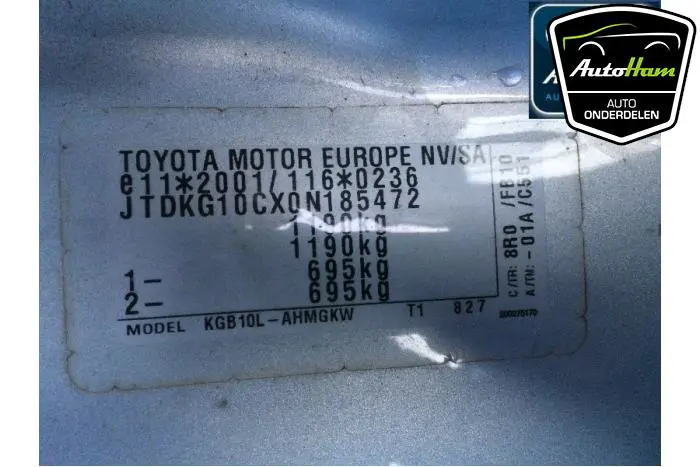 AutoHam
AUTO
ONDERDELEN
TOYOTA MOTOR EUROPE NV/SA
e11*2001/116*0236
JTDKG10CX0N185472
1190kg
1190kg
1- 695kg
2- 695kg
MODEL KGB10L-AHMGKW T1 827
C/TR: 8R0 /FB10
A/TM: -01A /C551